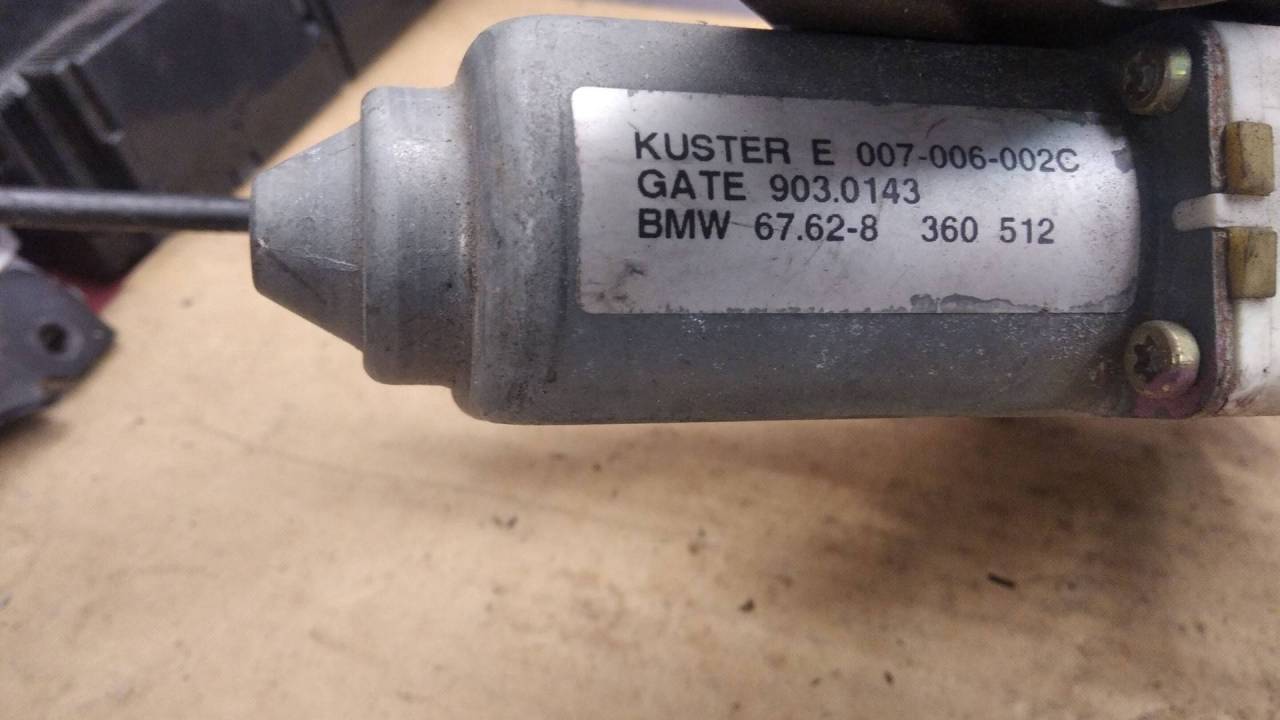 KUSTER E 007-006-002C
GATE 903.0143
BMW 67.62-8 360 512